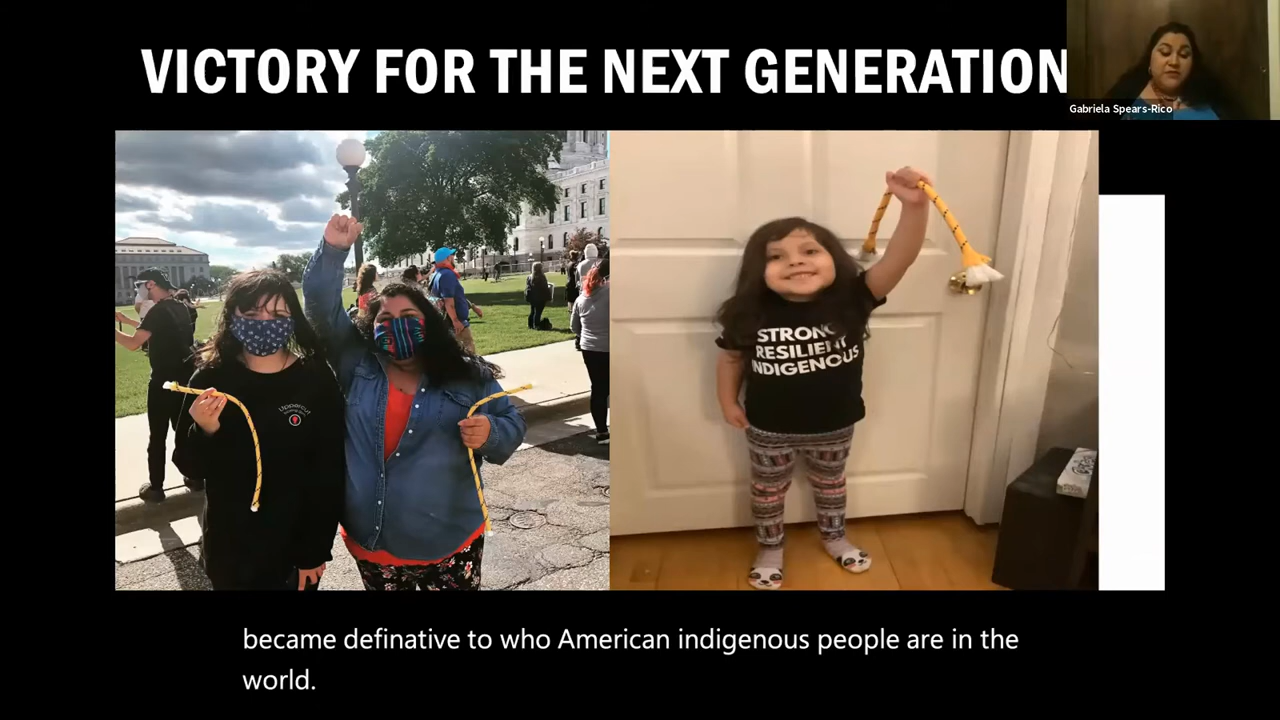 VICTORY FOR THE NEXT GENERATION
Gabriela Spears-Rico
Uppercut
STRONG
RESILIENT
INDIGENOUS
became definative to who American indigenous people are in the
world.